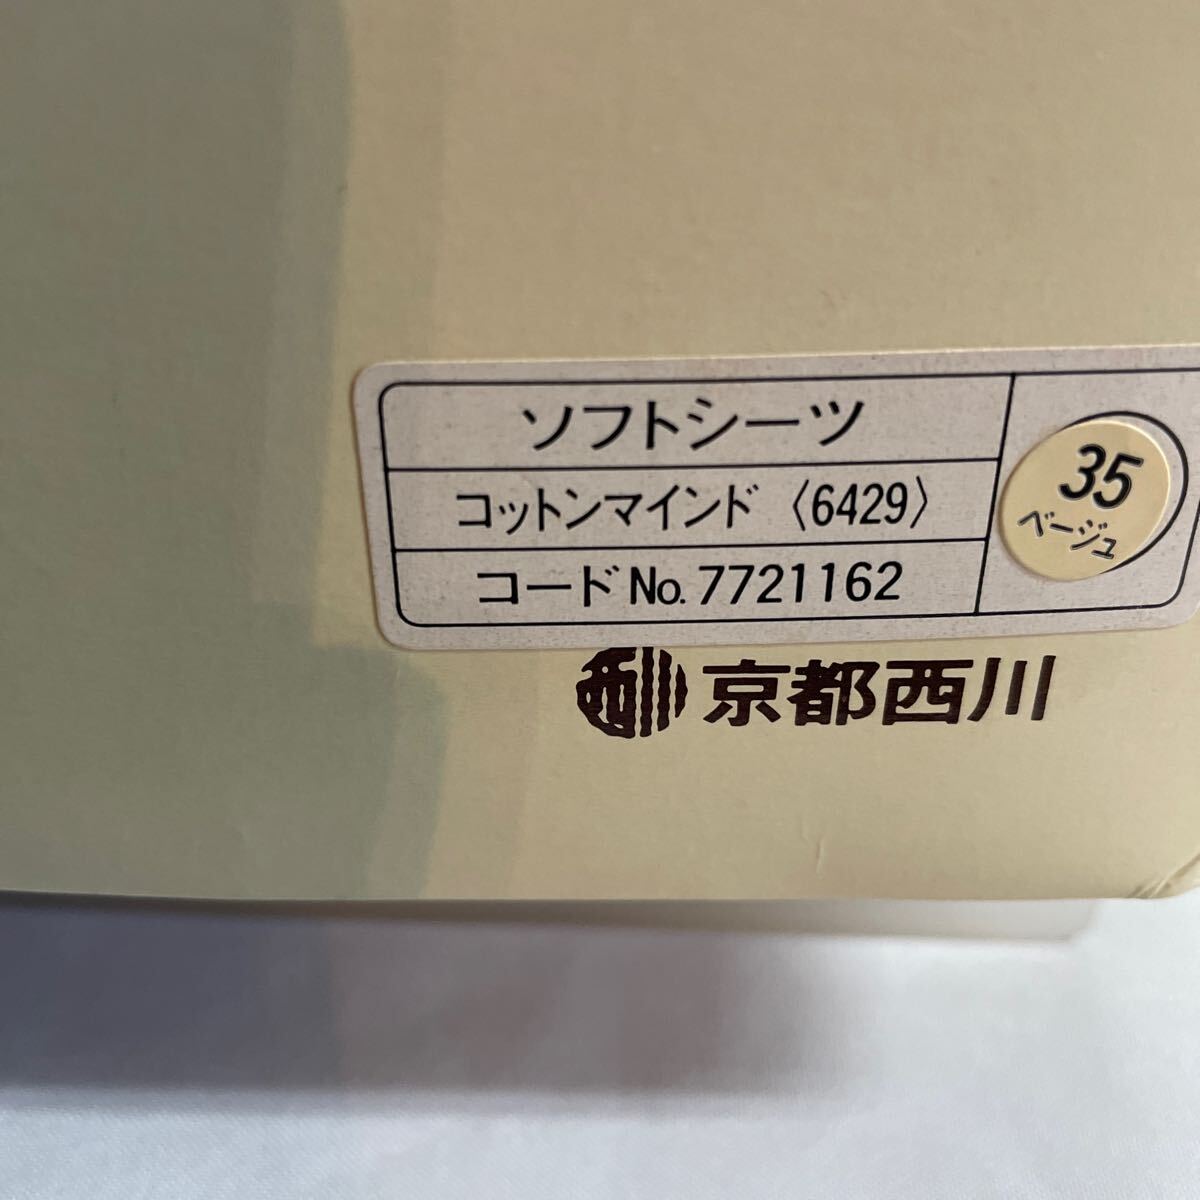 ソフトシーツ
コットンマインド〈6429〉
コードNo.7721162
35
ベージュ
京都西川